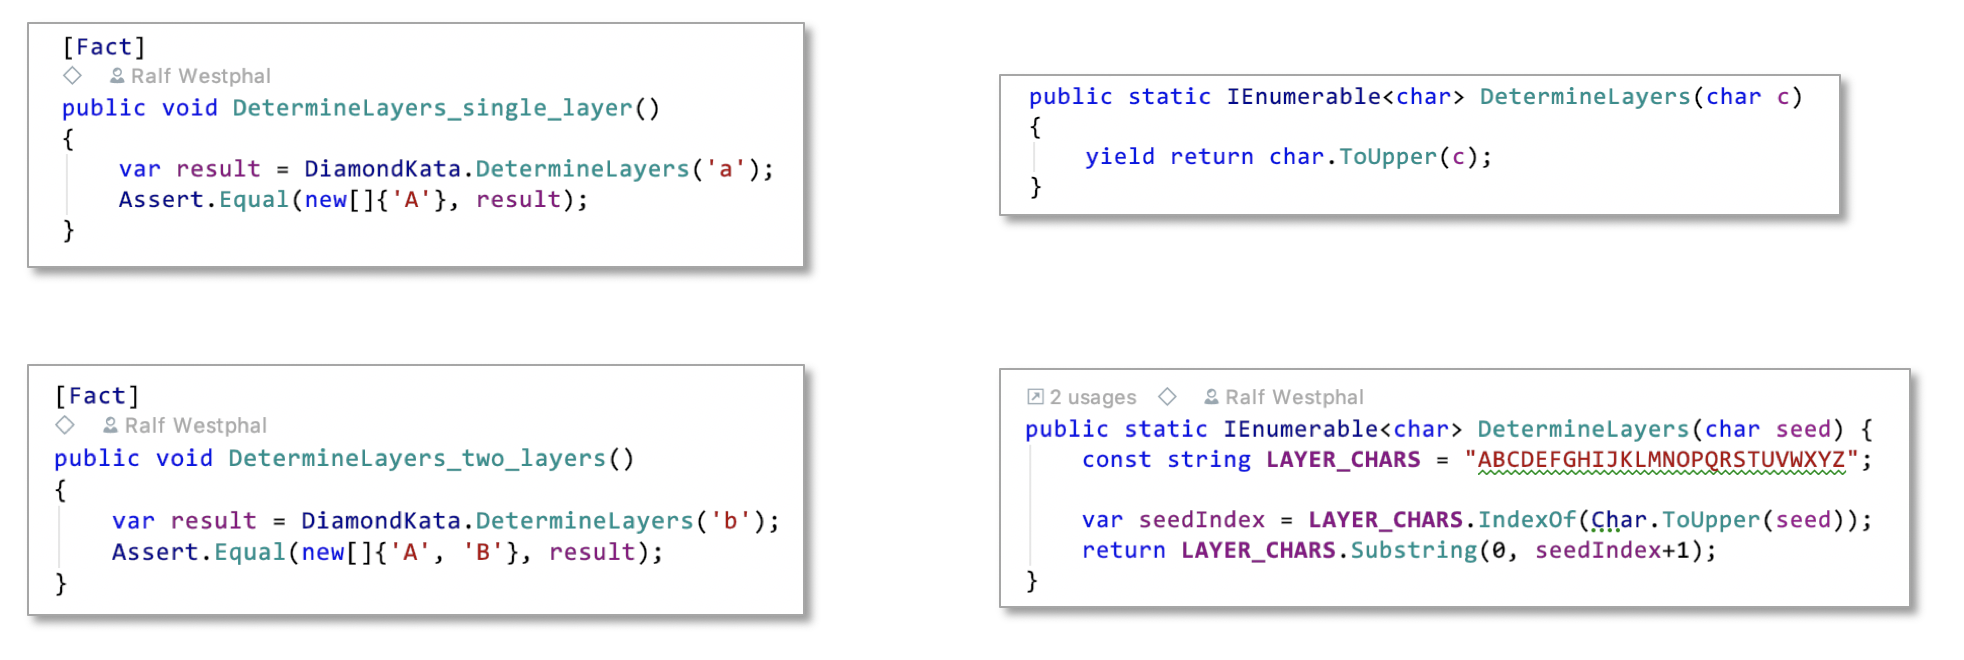 [Fact]
Ralf Westphal
public void DetermineLayers_single_layer()
{
var result = DiamondKata.DetermineLayers('a');
Assert.Equal(new[]{'A'}, result);
}
public static IEnumerable<char> DetermineLayers(char c)
{
yield return char.ToUpper(c);
}
[Fact]
Ralf Westphal
public void DetermineLayers_two_layers()
{
var result = DiamondKata.DetermineLayers('b');
Assert.Equal(new[]{'A', 'B'}, result);
}
2 usages Ralf Westphal
public static IEnumerable<char> DetermineLayers(char seed) {
const string LAYER_CHARS = "ABCDEFGHIJKLMNOPQRSTUVWXYZ";
var seedIndex = LAYER_CHARS.IndexOf(Char.ToUpper(seed));
return LAYER_CHARS.Substring(0, seedIndex+1);
}